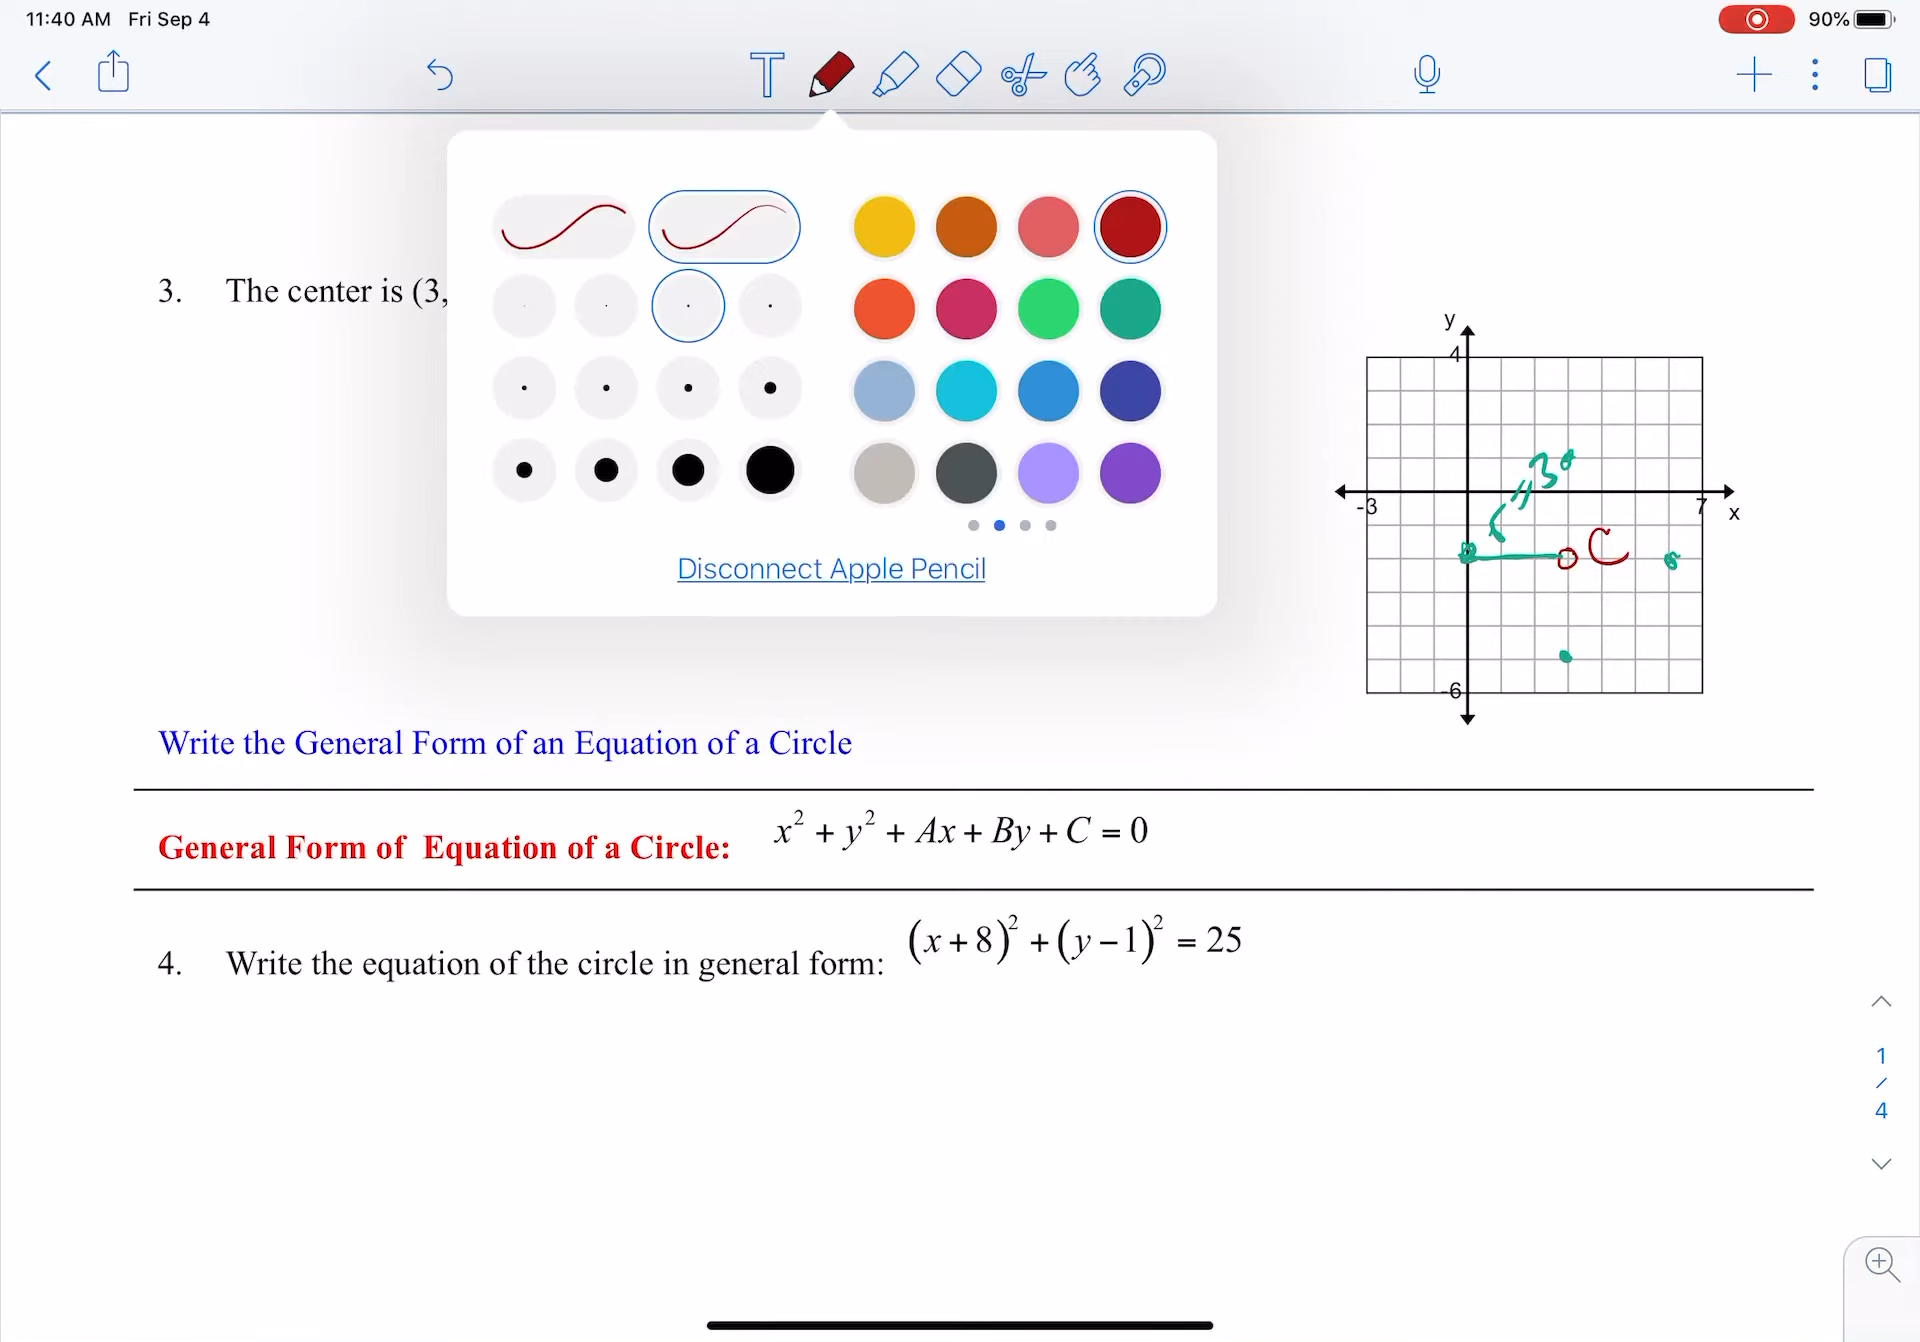 11:40 AM Fri Sep 4
90%
T
3. The center is (3,
Disconnect Apple Pencil
y
4
3
-3
7
x
C
-6
Write the General Form of an Equation of a Circle
General Form of Equation of a Circle: x² + y² + Ax + By + C = 0
4. Write the equation of the circle in general form: (x+8)² + (y−1)² = 25
1
/
4